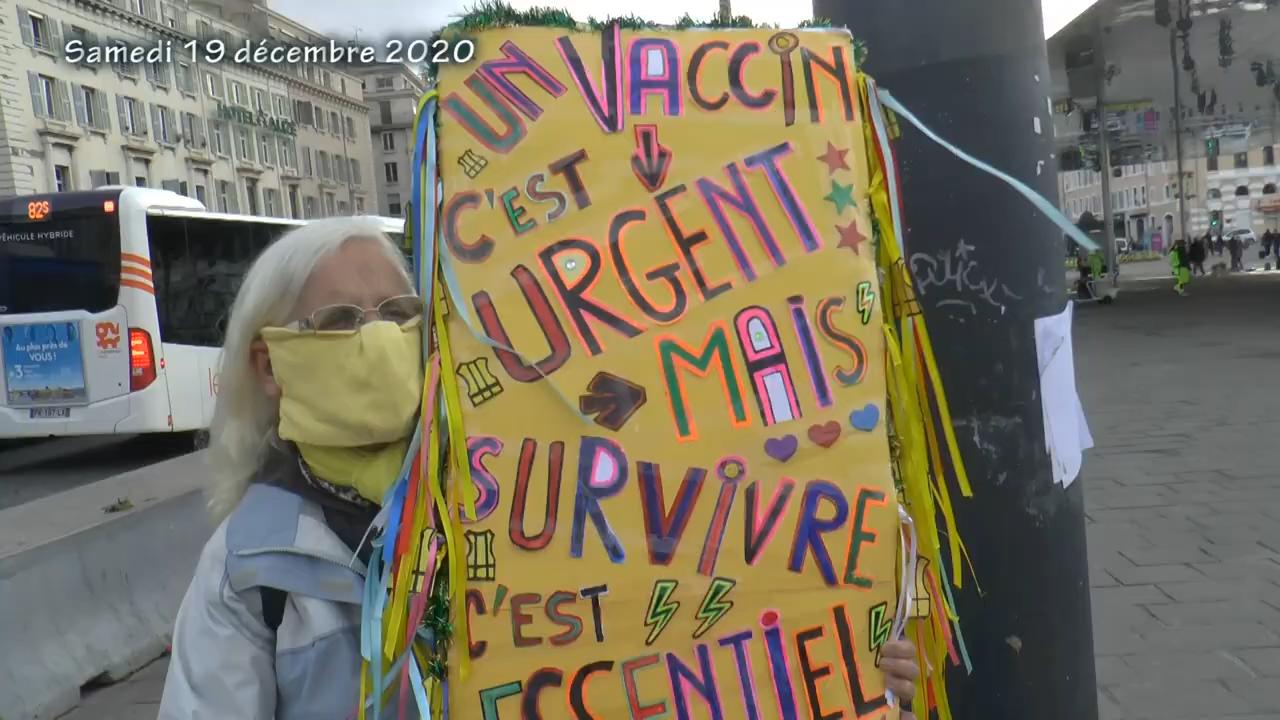 Samedi 19 décembre 2020
UN VACCiN
C'EST
URGENT
MAiS
SURViVRE
C'EST
ESSENTiEL
82S
VÉHICULE HYBRIDE
Au plus près de
VOUS !